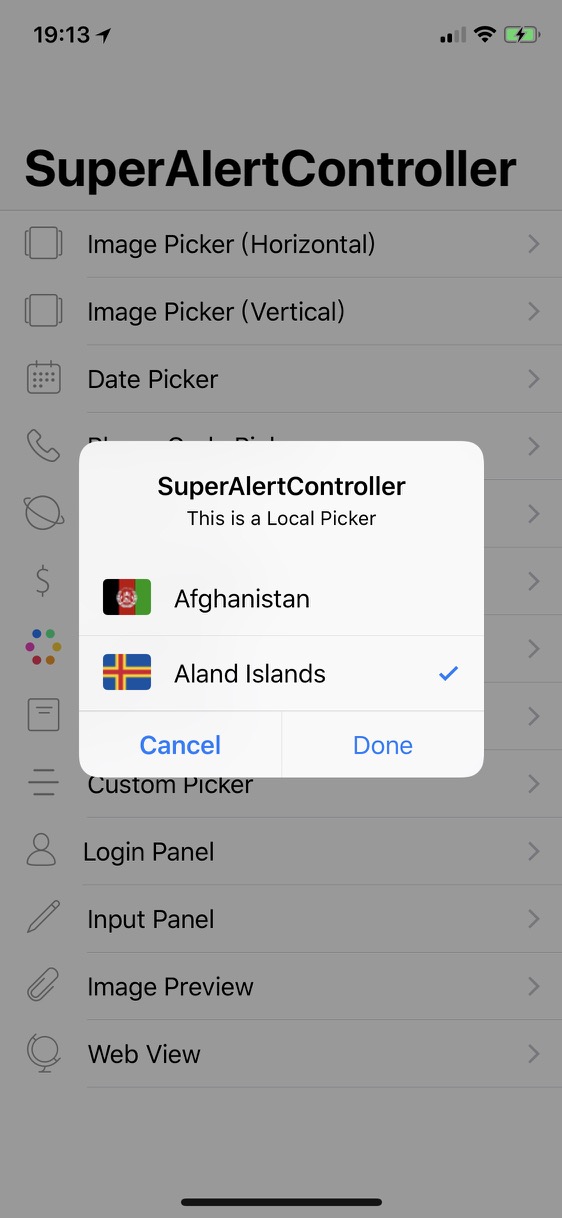 19:13
SuperAlertController
Image Picker (Horizontal)
Image Picker (Vertical)
Date Picker
SuperAlertController
This is a Local Picker
Afghanistan
Aland Islands
Cancel
Done
Custom Picker
Login Panel
Input Panel
Image Preview
Web View